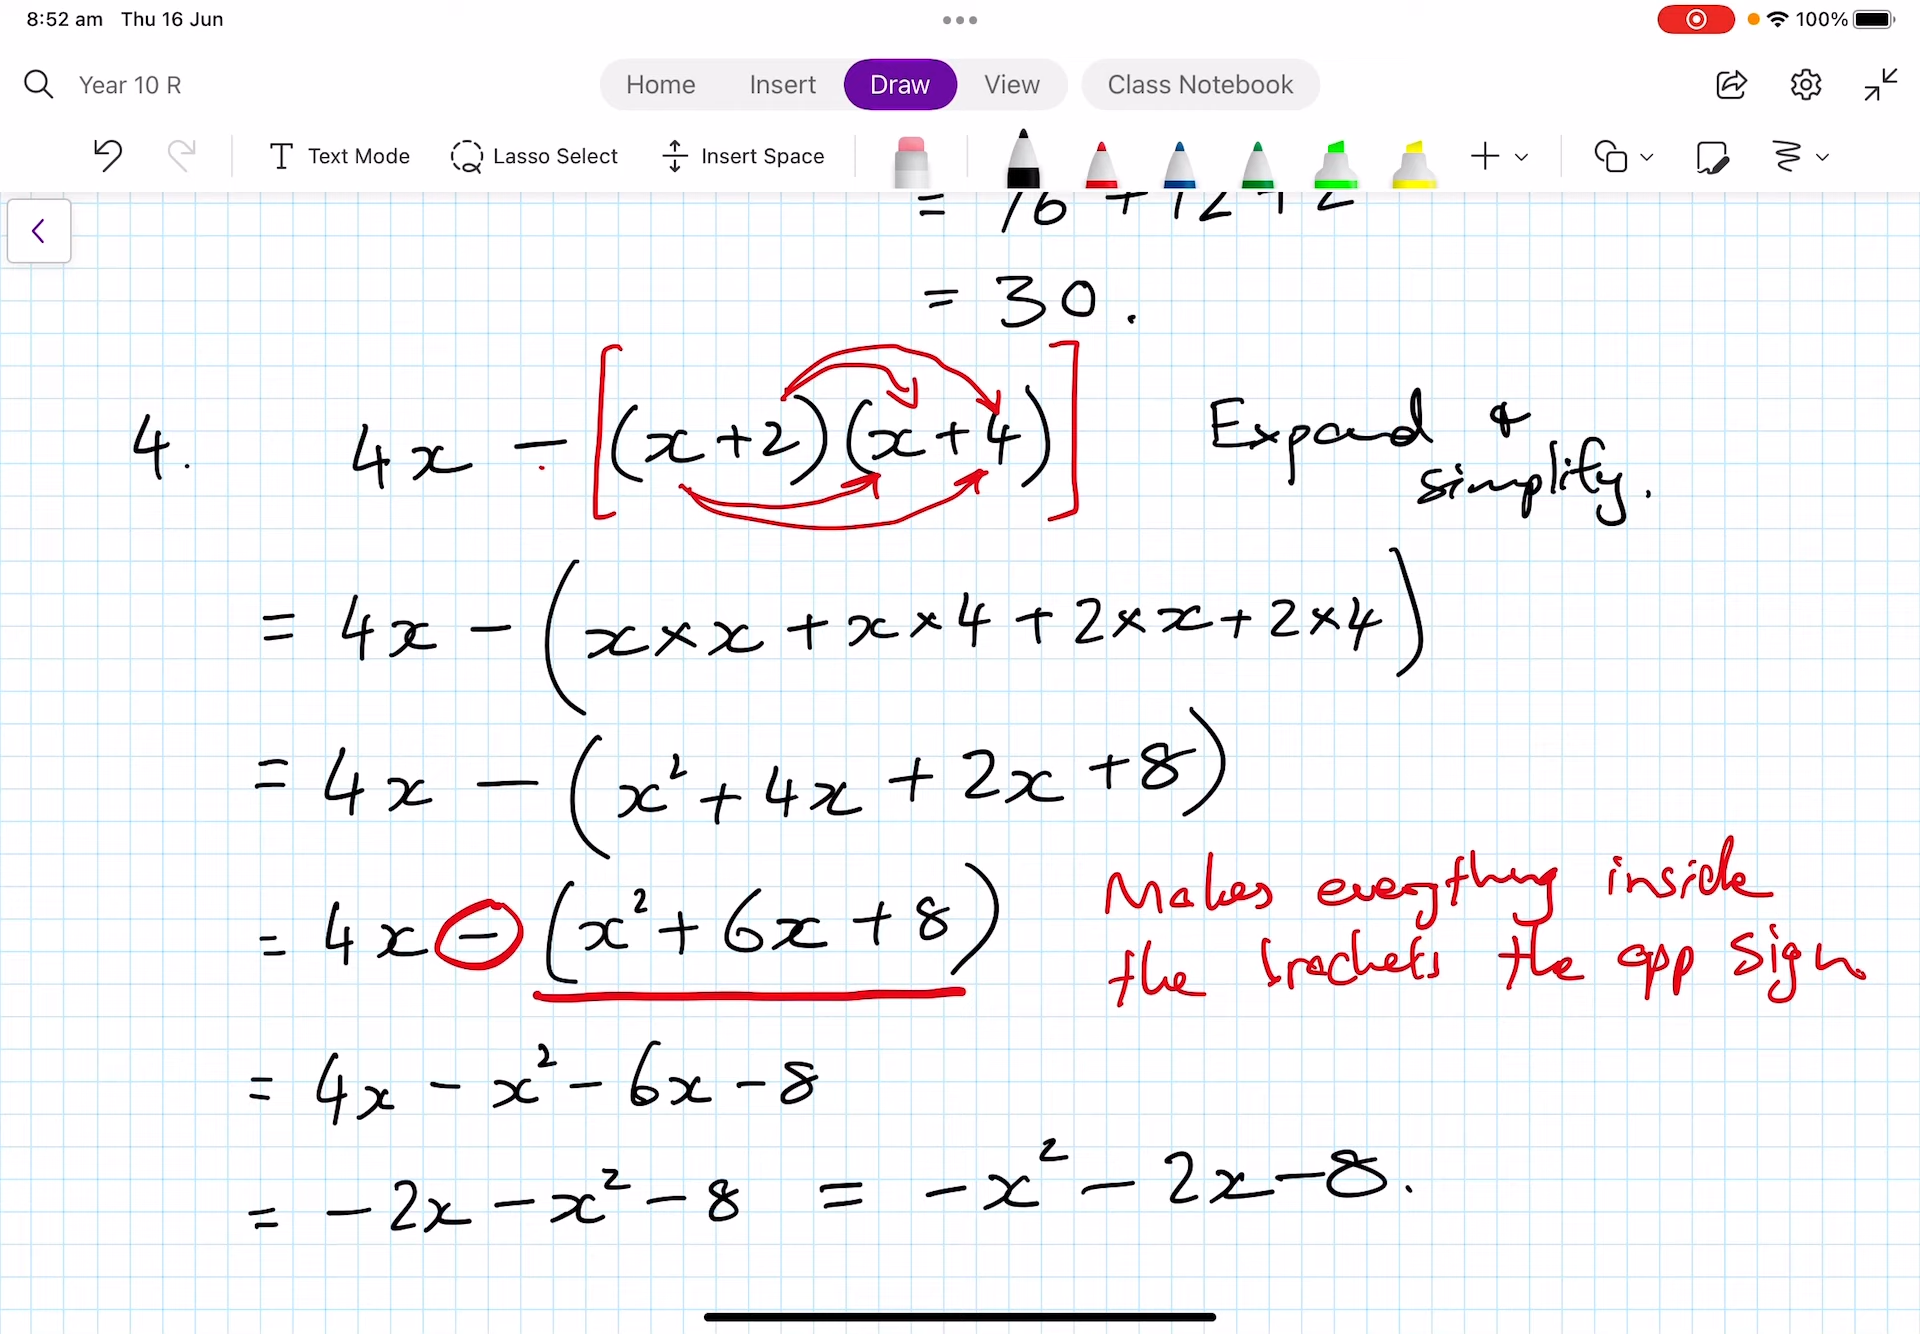 8:52 am Thu 16 Jun 100%
Year 10 R Home Insert Draw View Class Notebook
Text Mode Lasso Select Insert Space
= 16 + 12 + 2
= 30.
4. 4x - [(x+2)(x+4)] Expand &
simplify.
= 4x - (x×x + x×4 + 2×x + 2×4)
= 4x - (x² + 4x + 2x + 8)
= 4x - (x² + 6x + 8) Makes everything inside
the brackets the opp sign
= 4x - x² - 6x - 8
= -2x - x² - 8 = -x² - 2x - 8.